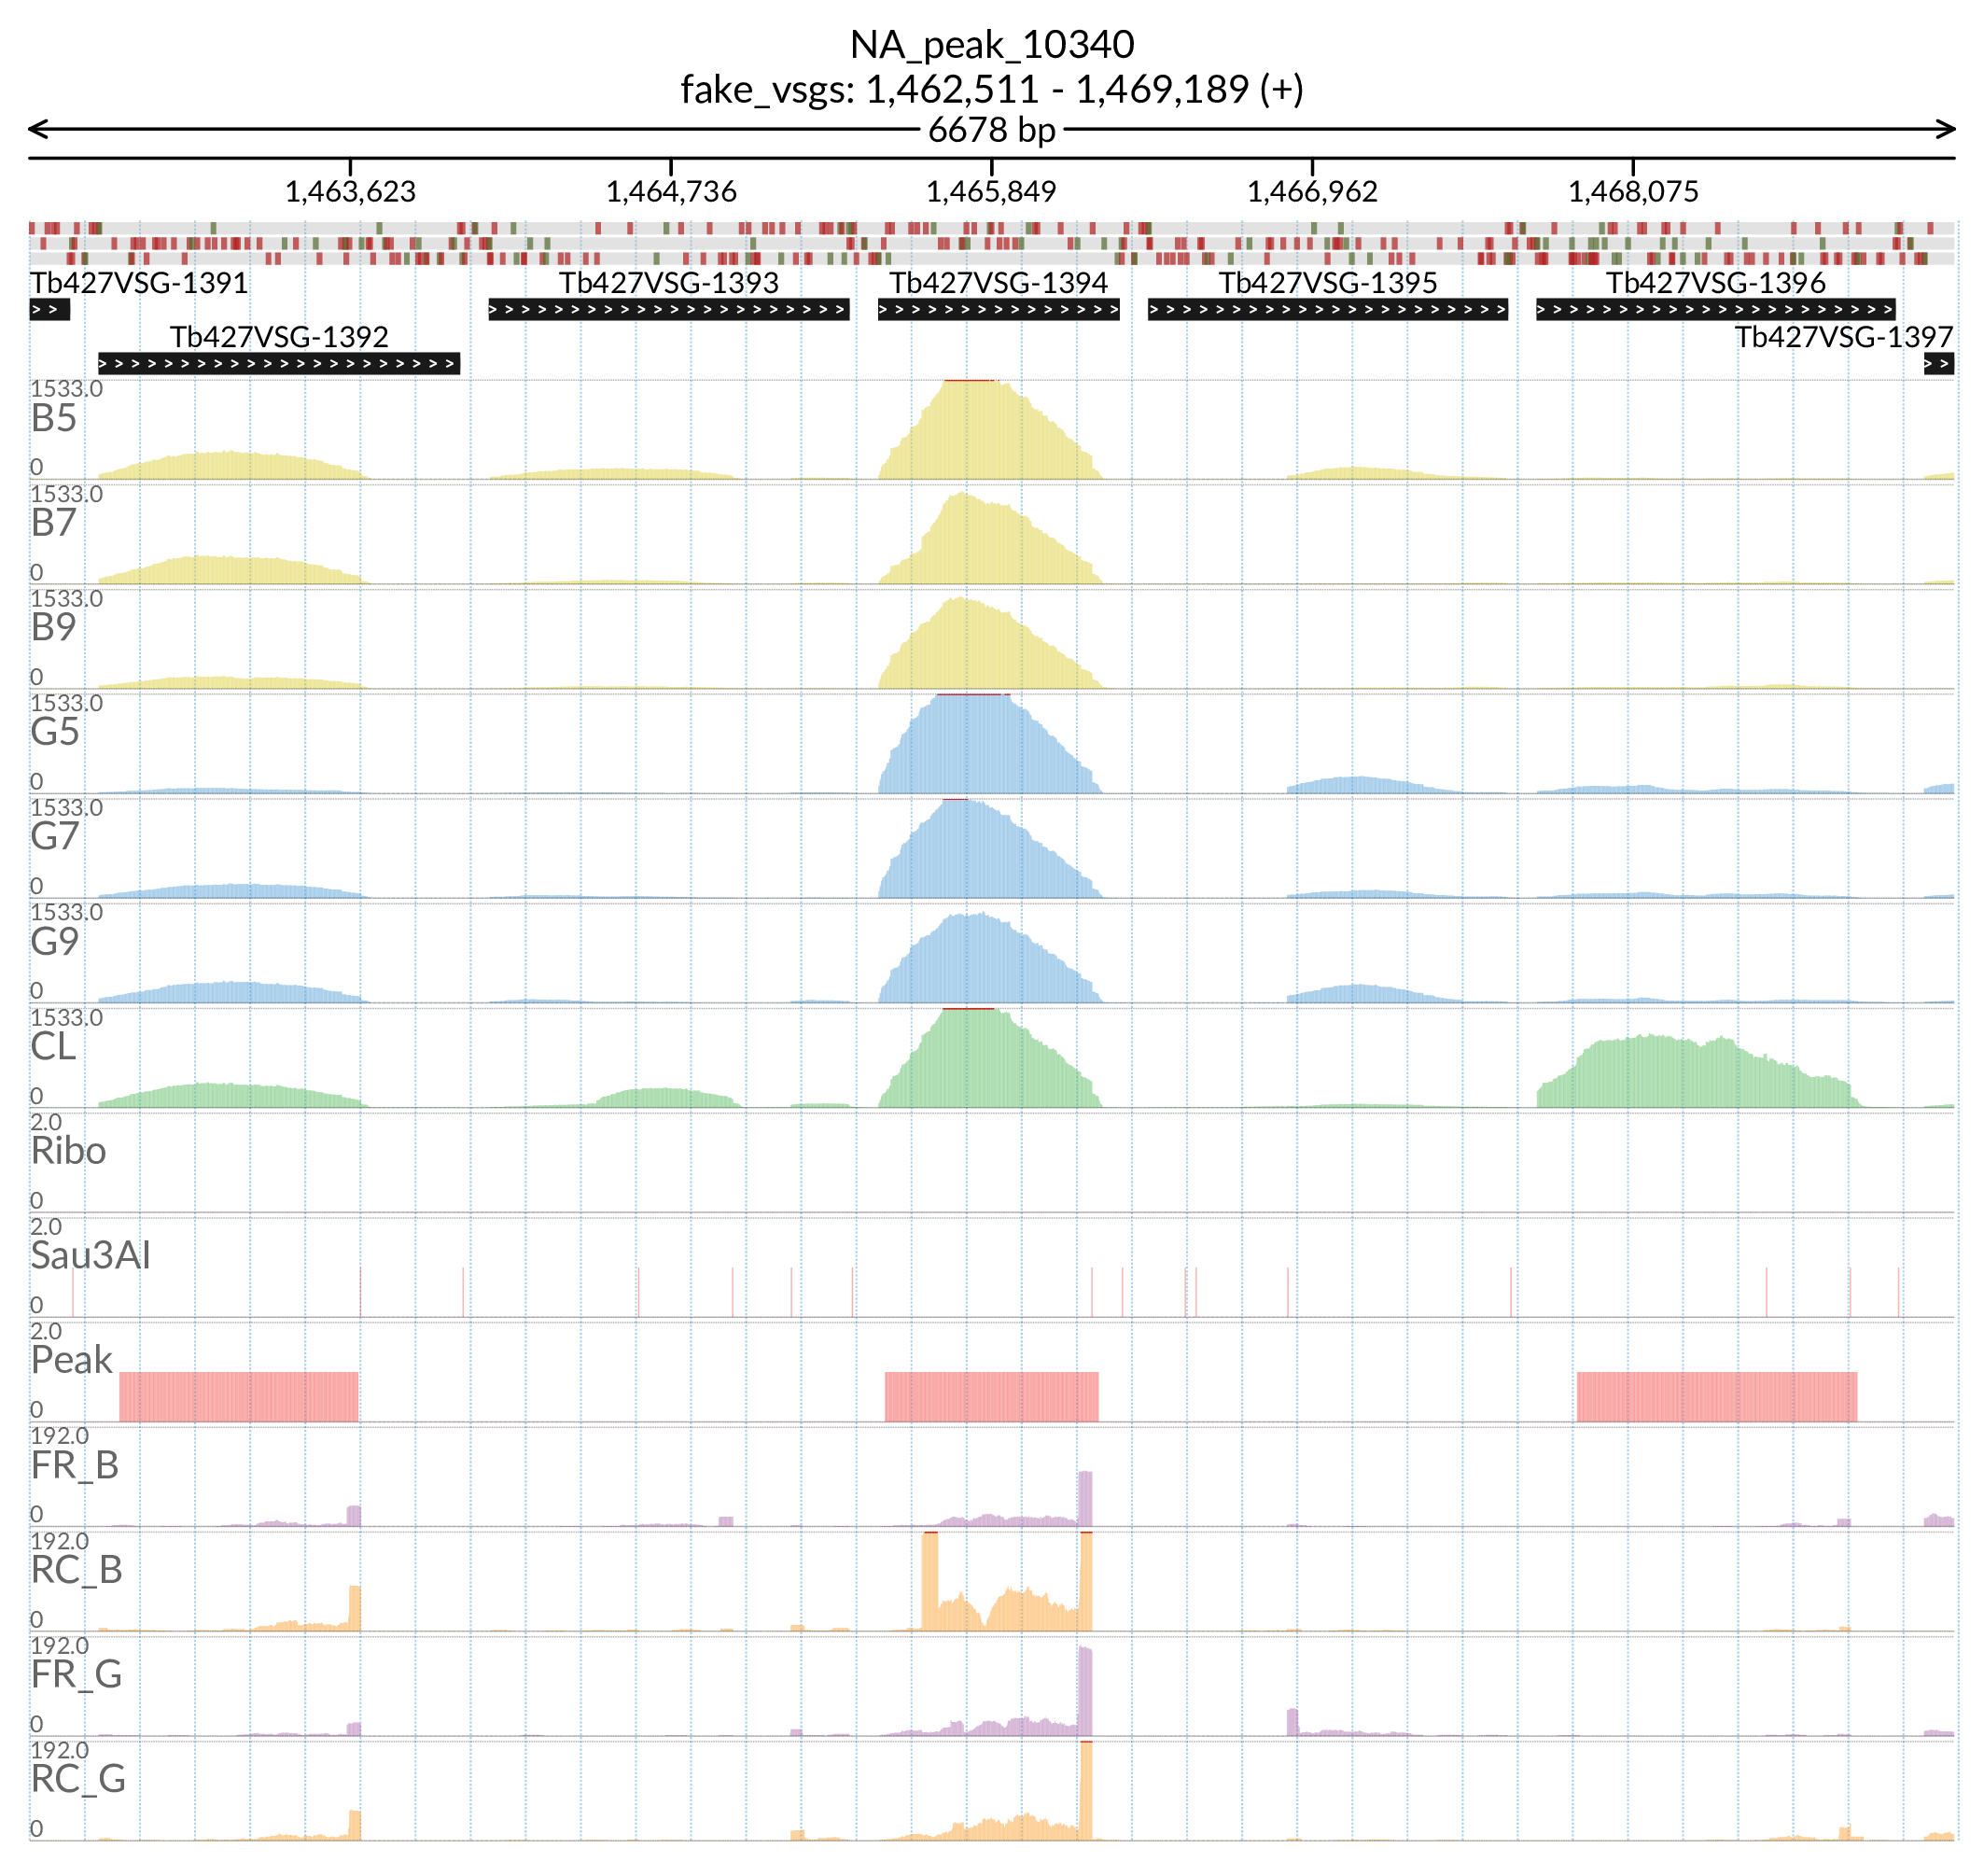 NA_peak_10340
fake_vsgs: 1,462,511 - 1,469,189 (+)
6678 bp
1,463,623 1,464,736 1,465,849 1,466,962 1,468,075
Tb427VSG-1391 Tb427VSG-1393 Tb427VSG-1394 Tb427VSG-1395 Tb427VSG-1396
Tb427VSG-1392 Tb427VSG-1397
1533.0
B5
0
1533.0
B7
0
1533.0
B9
0
1533.0
G5
0
1533.0
G7
0
1533.0
G9
0
1533.0
CL
0
2.0
Ribo
0
2.0
Sau3AI
0
2.0
Peak
0
192.0
FR_B
0
192.0
RC_B
0
192.0
FR_G
0
192.0
RC_G
0